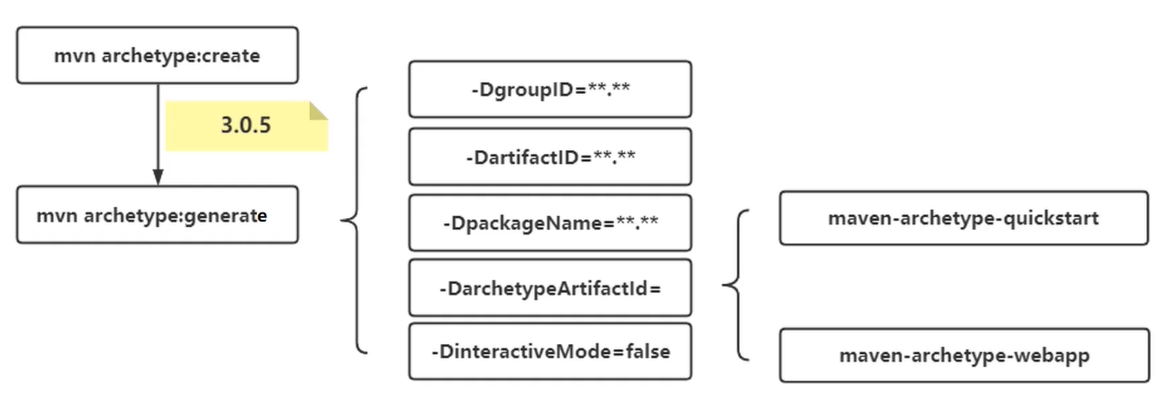 mvn archetype:create
3.0.5
mvn archetype:generate
-DgroupID=**.**
-DartifactID=**.**
-DpackageName=**.**
-DarchetypeArtifactId=
-DinteractiveMode=false
maven-archetype-quickstart
maven-archetype-webapp